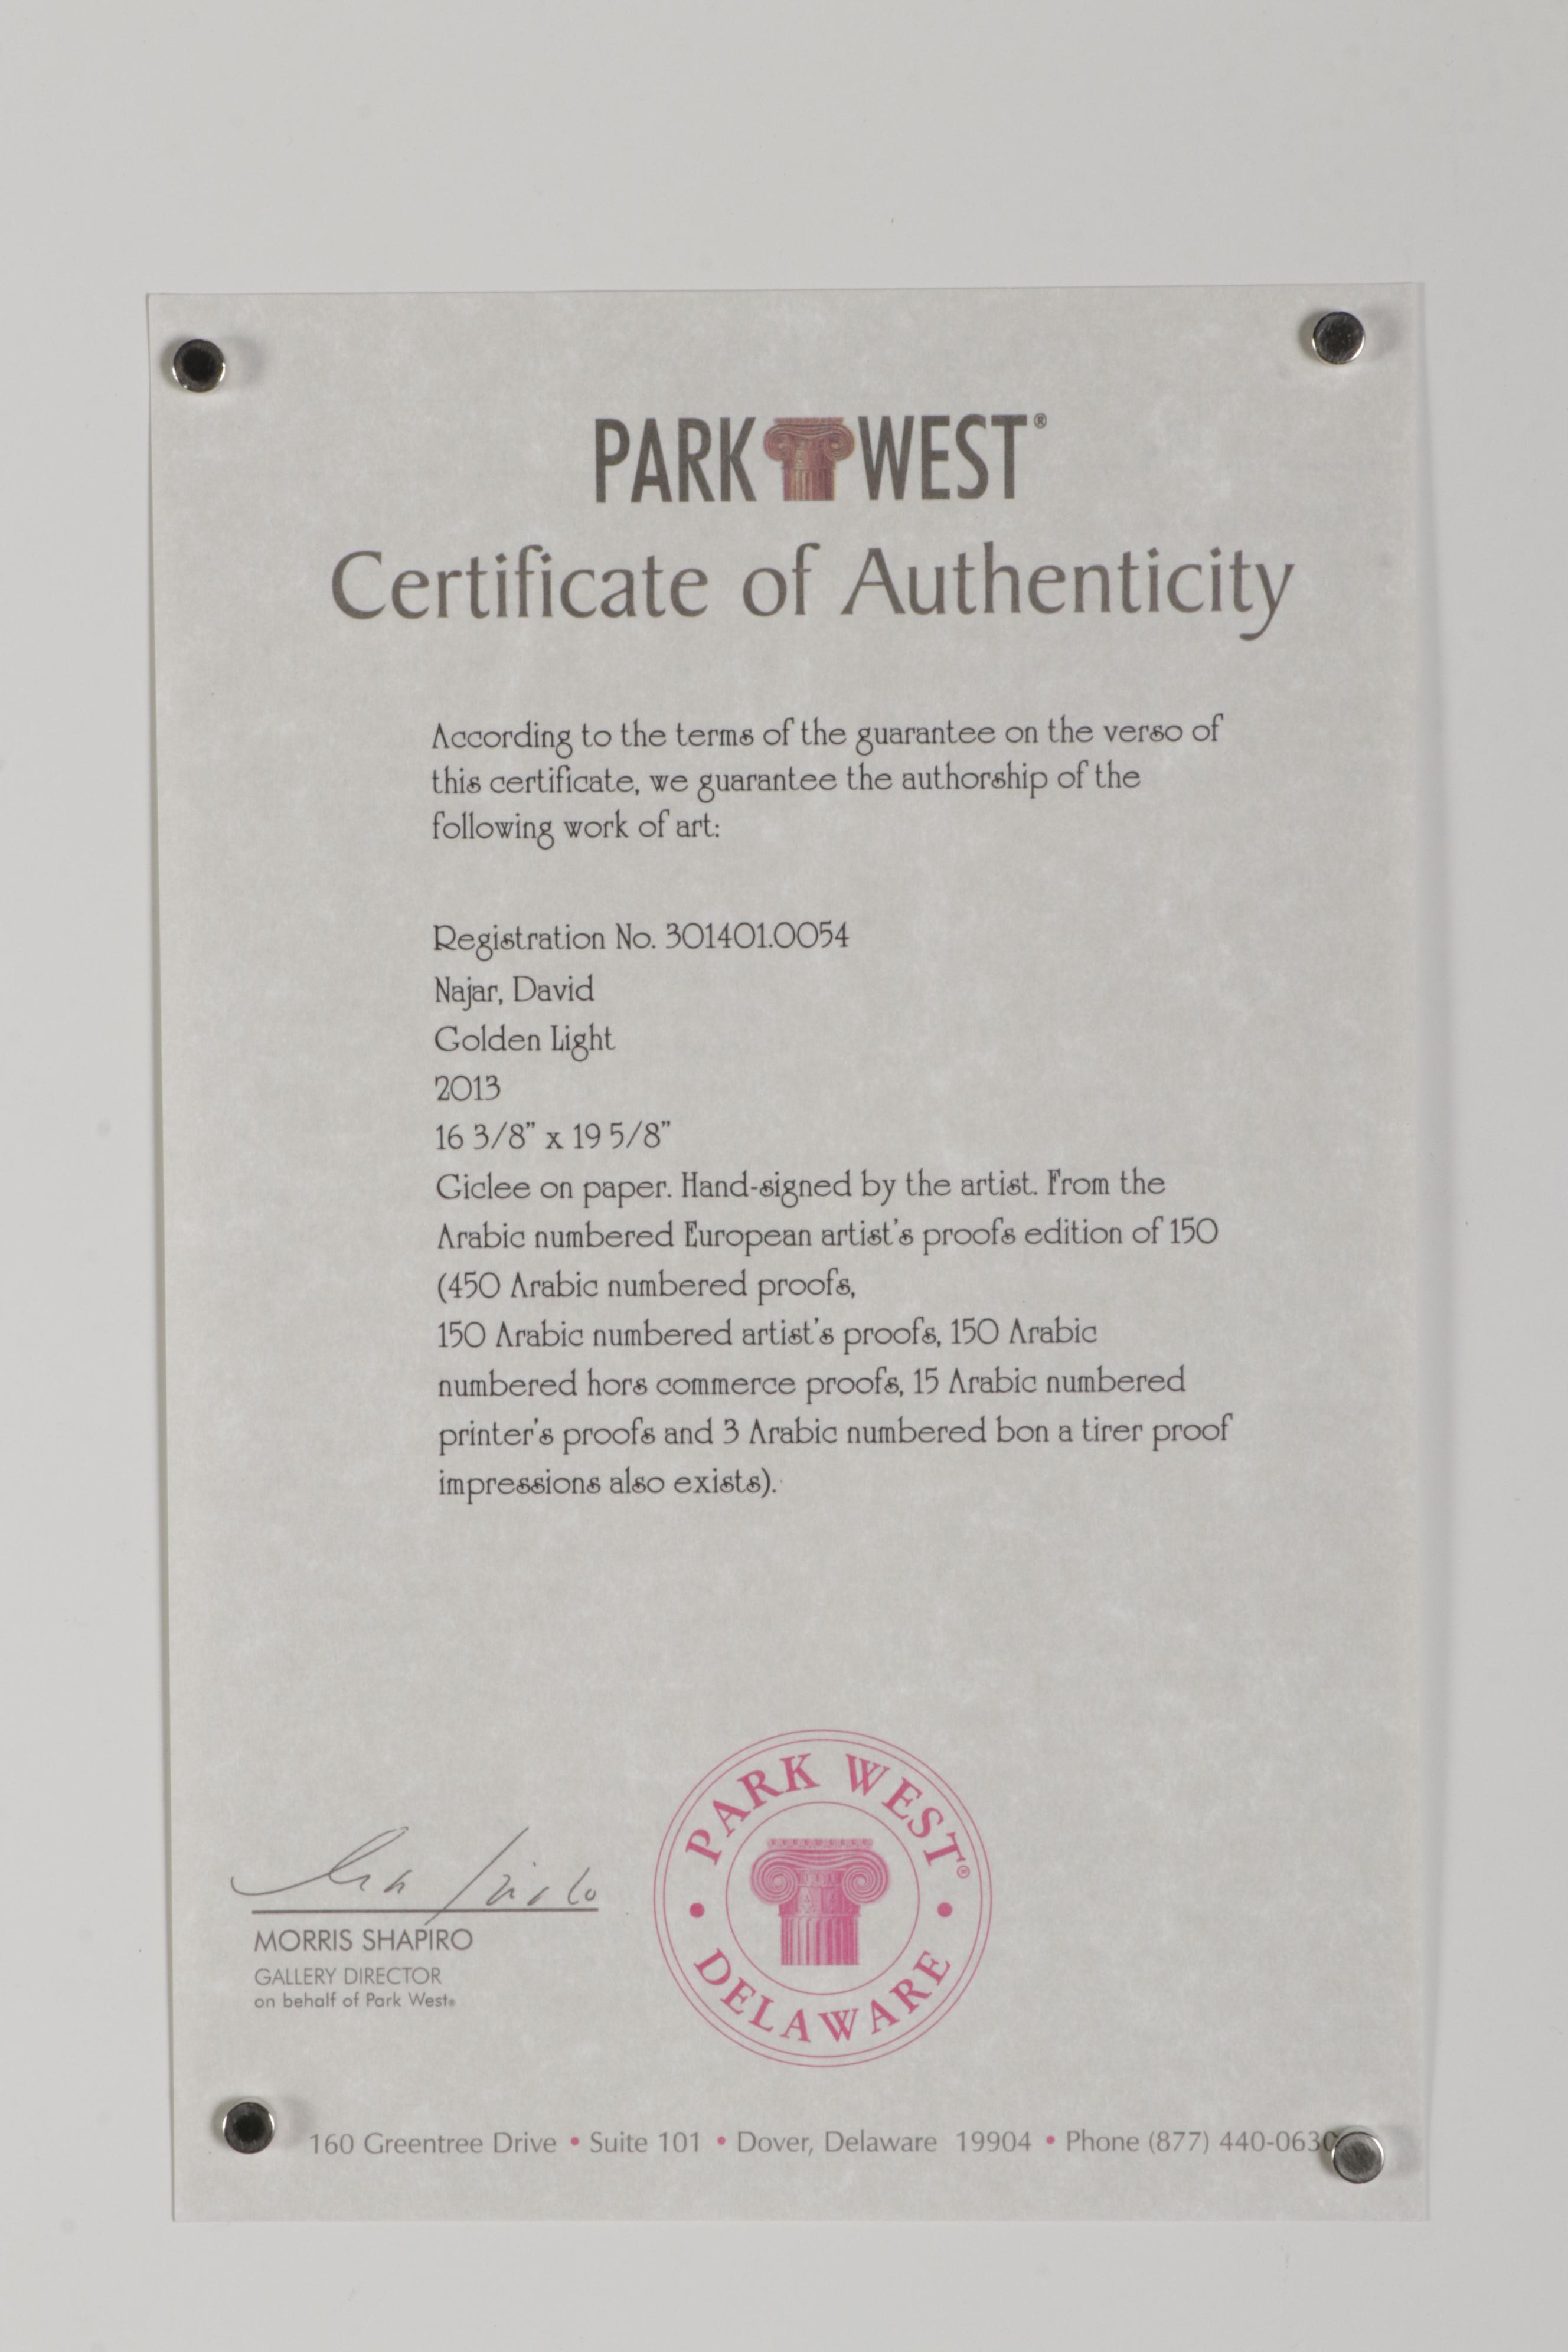 PARK WEST®
Certificate of Authenticity
According to the terms of the guarantee on the verso of
this certificate, we guarantee the authorship of the
following work of art:
Registration No. 301401.0054
Najar, David
Golden Light
2013
16 3/8" x 19 5/8"
Giclee on paper. Hand-signed by the artist. From the
Arabic numbered European artist's proofs edition of 150
(450 Arabic numbered proofs,
150 Arabic numbered artist's proofs, 150 Arabic
numbered hors commerce proofs, 15 Arabic numbered
printer's proofs and 3 Arabic numbered bon a tirer proof
impressions also exists).
MORRIS SHAPIRO
GALLERY DIRECTOR
on behalf of Park West®
PARK WEST®
• DELAWARE •
160 Greentree Drive • Suite 101 • Dover, Delaware 19904 • Phone (877) 440-0630